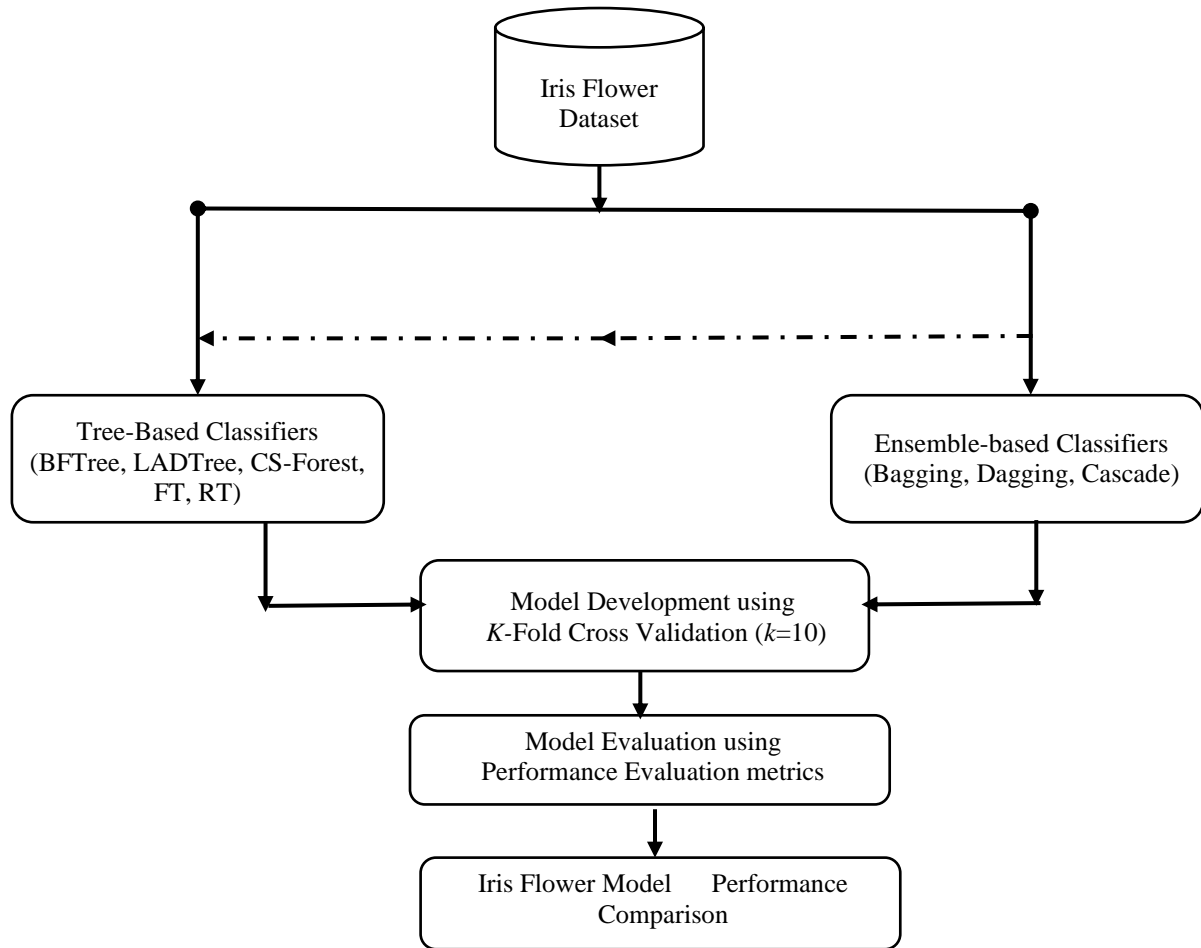 Iris Flower
Dataset
Tree-Based Classifiers
(BFTree, LADTree, CS-Forest,
FT, RT)
Ensemble-based Classifiers
(Bagging, Dagging, Cascade)
Model Development using
K-Fold Cross Validation (k=10)
Model Evaluation using
Performance Evaluation metrics
Iris Flower Model Performance
Comparison